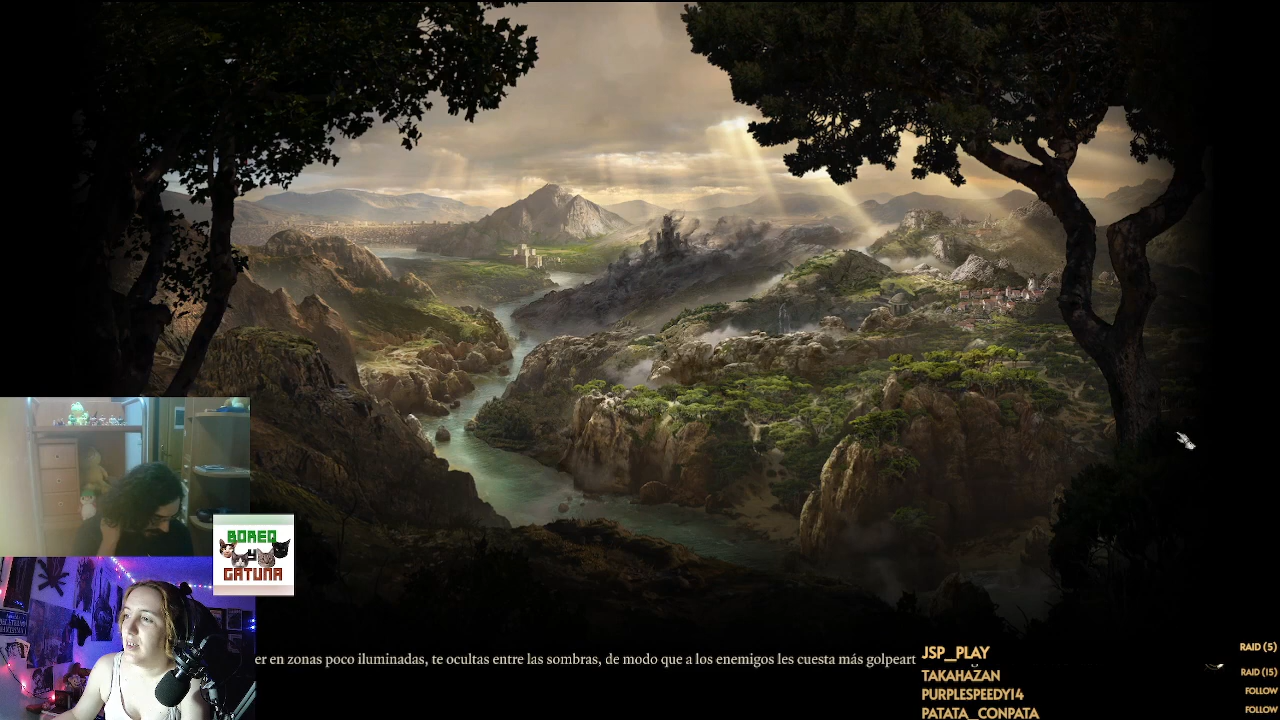 BOREO
Y
GATUNA
er en zonas poco iluminadas, te ocultas entre las sombras, de modo que a los enemigos les cuesta más golpeart
JSP_PLAY RAID (5)
TAKAHAZAN RAID (15)
PURPLESPEEDY14 FOLLOW
PATATA_CONPATA FOLLOW